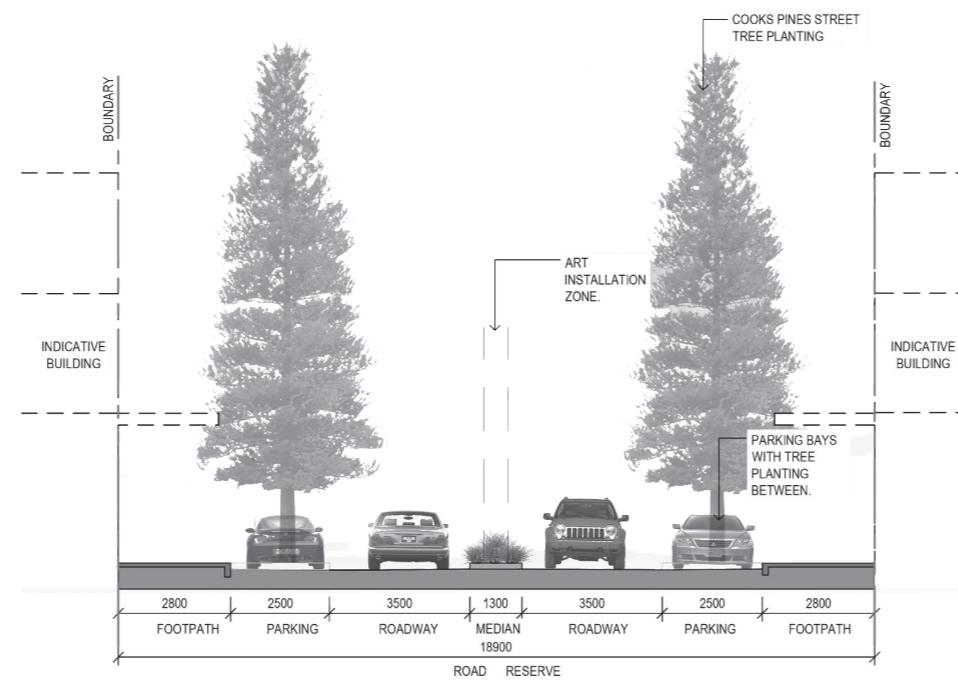 COOKS PINES STREET
TREE PLANTING
BOUNDARY
BOUNDARY
ART
INSTALLATION
ZONE.
INDICATIVE
BUILDING
INDICATIVE
BUILDING
PARKING BAYS
WITH TREE
PLANTING
BETWEEN.
2800 2500 3500 1300 3500 2500 2800
FOOTPATH PARKING ROADWAY MEDIAN ROADWAY PARKING FOOTPATH
18900
ROAD RESERVE